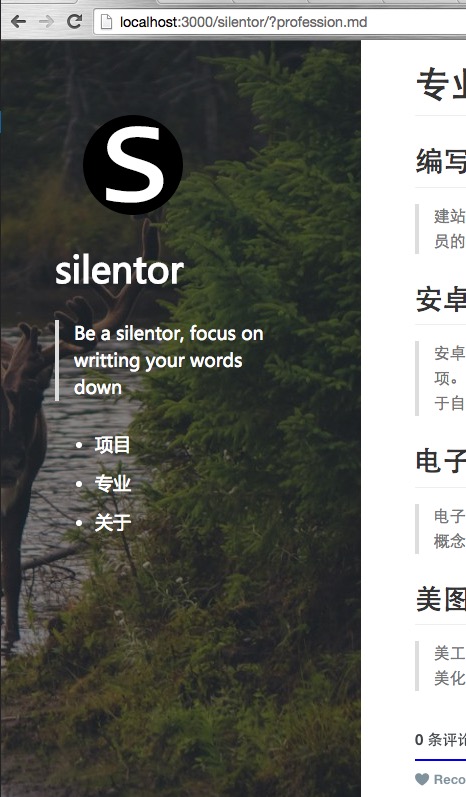 localhost:3000/silentor/?profession.md
S
silentor
Be a silentor, focus on
writting your words
down
• 项目
• 专业
• 关于
专业
编写
建站
员的
安卓
安卓
项。
于自
电子
电子
概念
美图
美工
美化
0 条评论
Reco